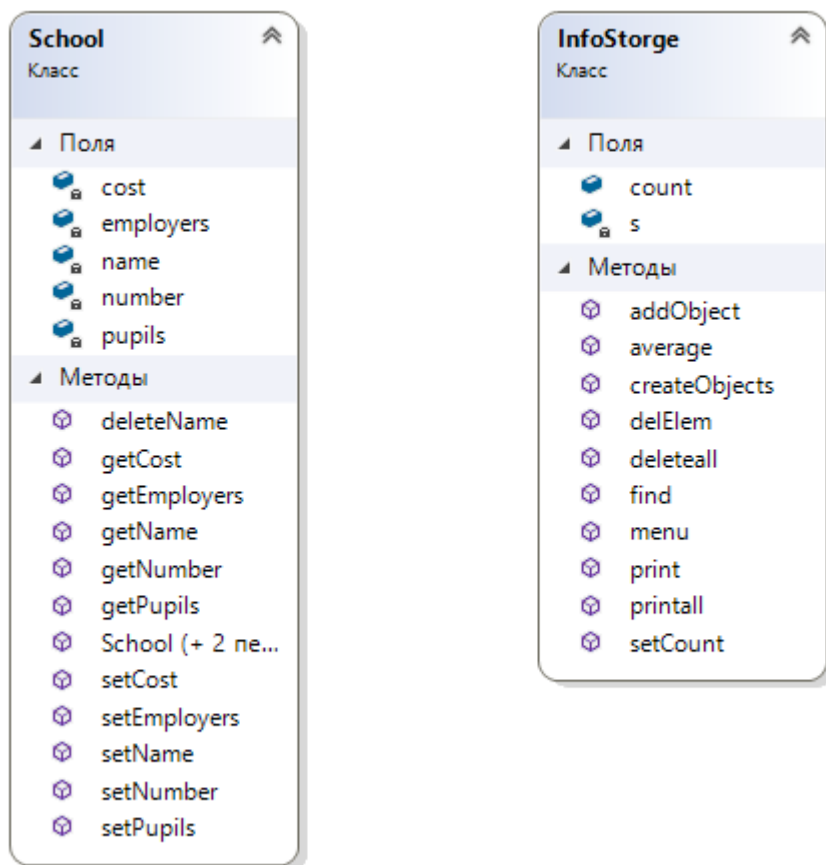 School
Класс
Поля
cost
employers
name
number
pupils
Методы
deleteName
getCost
getEmployers
getName
getNumber
getPupils
School (+ 2 пе...
setCost
setEmployers
setName
setNumber
setPupils
InfoStorge
Класс
Поля
count
s
Методы
addObject
average
createObjects
delElem
deleteall
find
menu
print
printall
setCount